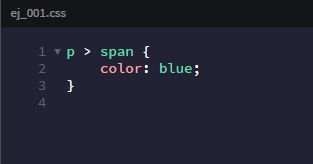 ej_001.css
1 p > span {
2 color: blue;
3 }
4